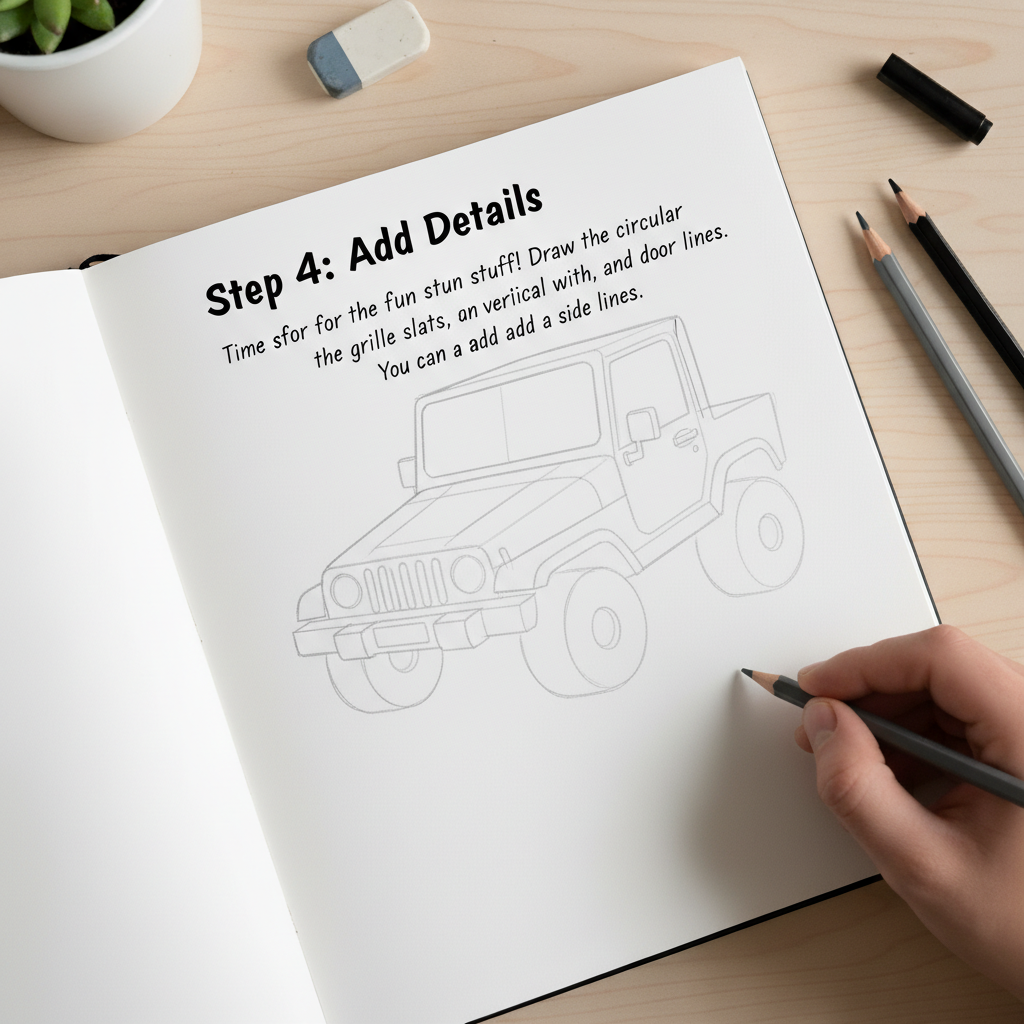 Step 4: Add Details
Time sfor for the fun stun stuff! Draw the circular
the grille slats, an veriical with, and door lines.
You can a add add a side lines.